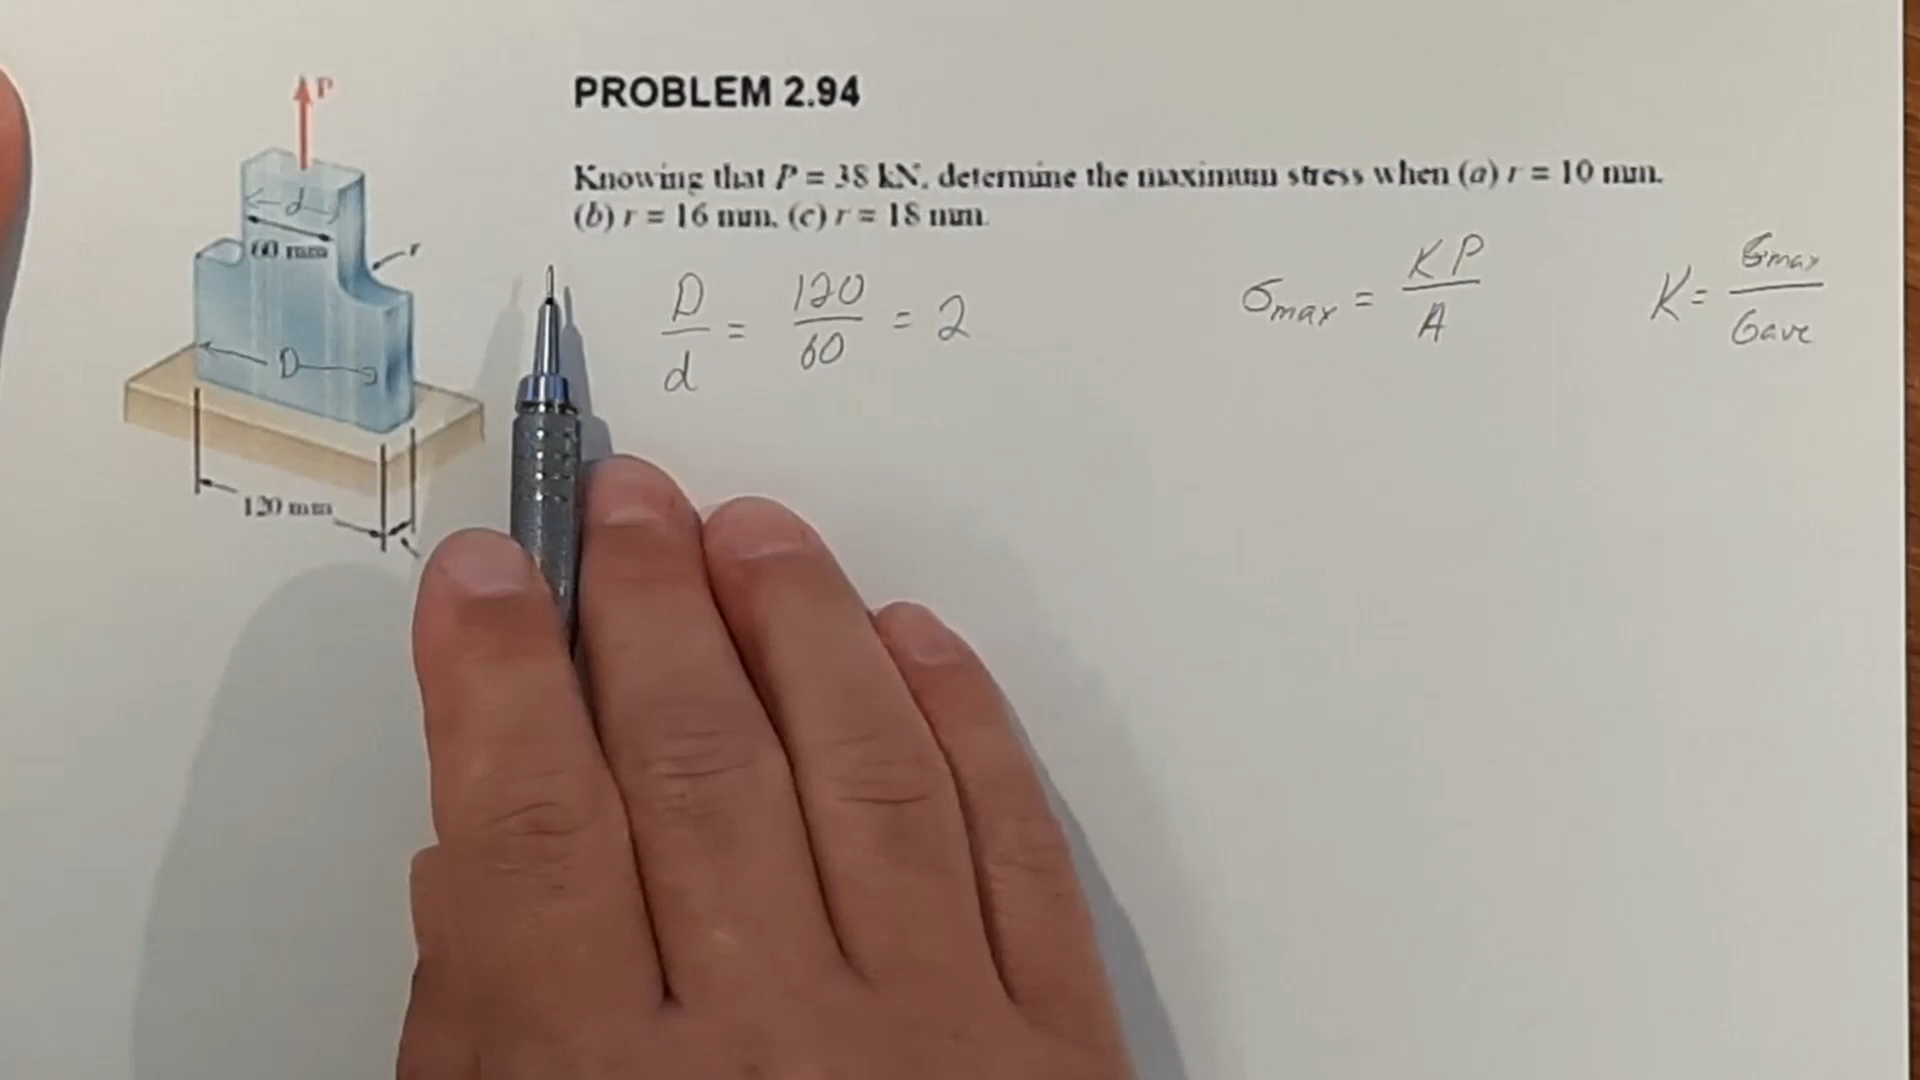 P
PROBLEM 2.94
Knowing that P = 38 kN, determine the maximum stress when (a) r = 10 mm,
(b) r = 16 mm, (c) r = 18 mm.
d
60 mm
r
D
120 mm
D/d = 120/60 = 2
σmax = KP/A
K = σmax/σave